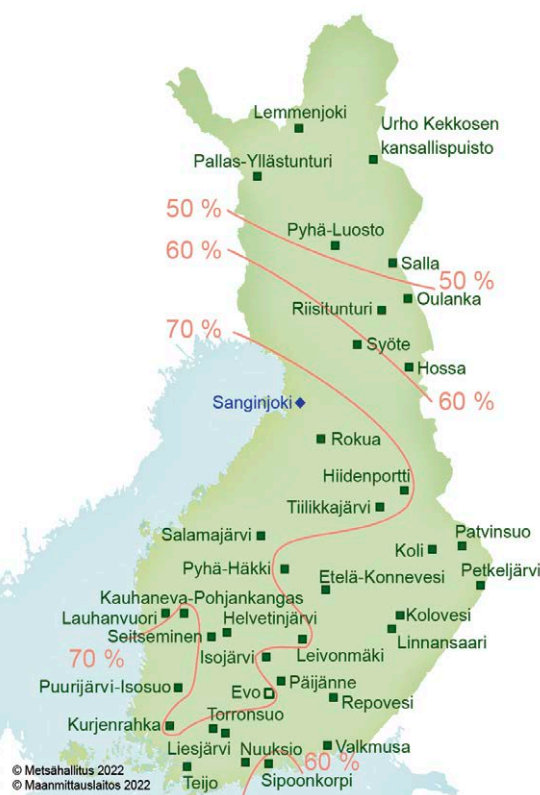 Lemmenjoki
Urho Kekkosen
kansallispuisto
Pallas-Yllästunturi
50 %
Pyhä-Luosto
60 %
Salla
50 %
Oulanka
Riisitunturi
70 %
Syöte
Hossa
60 %
Sanginjoki
Rokua
Hiidenportti
Tiilikkajärvi
Salamajärvi
Patvinsuo
Koli
Pyhä-Häkki
Petkeljärvi
Etelä-Konnevesi
Kauhaneva-Pohjankangas
Lauhanvuori
Helvetinjärvi
Kolovesi
Seitseminen
Linnansaari
70 %
Isojärvi
Leivonmäki
Puurijärvi-Isosuo
Päijänne
Evo
Repovesi
Torronsuo
Kurjenrahka
Liesjärvi
Nuuksio
Valkmusa
60 %
© Metsähallitus 2022
© Maanmittauslaitos 2022
Teijo
Sipoonkorpi